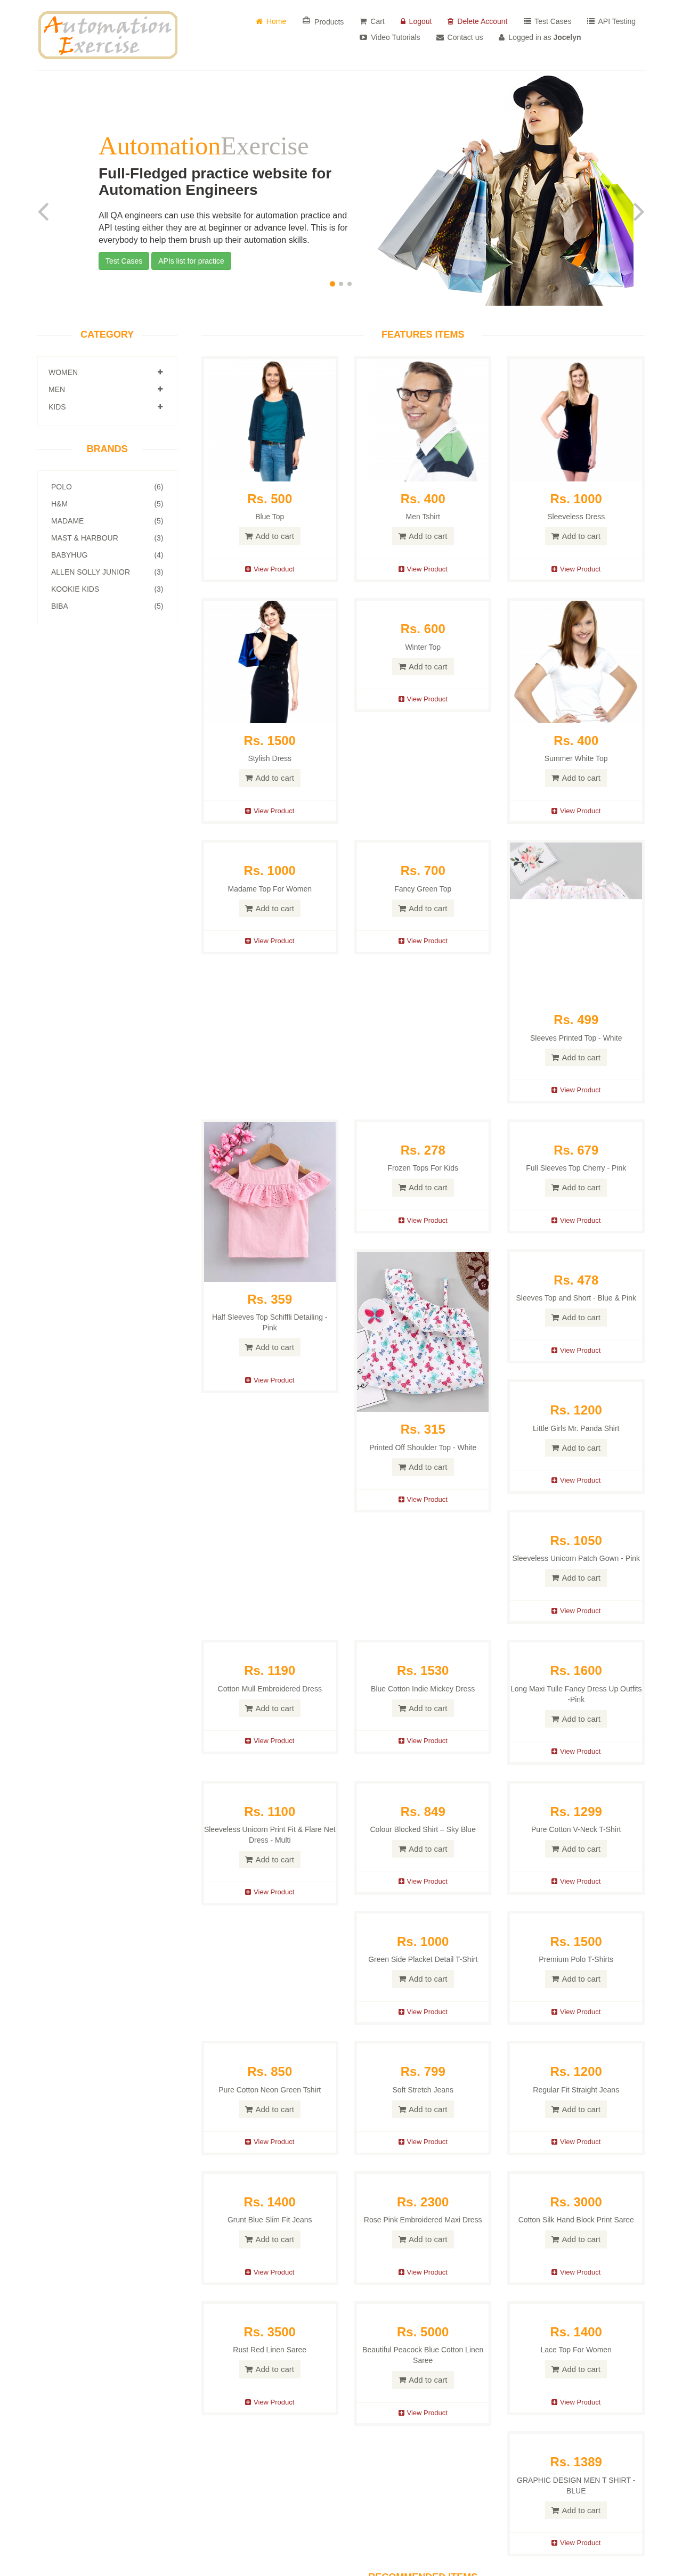 Automation
Exercise
Home
Products
Cart
Logout
Delete Account
Test Cases
API Testing
Video Tutorials
Contact us
Logged in as Jocelyn
AutomationExercise
Full-Fledged practice website for
Automation Engineers
All QA engineers can use this website for automation practice and
API testing either they are at beginner or advance level. This is for
everybody to help them brush up their automation skills.
Test Cases
APIs list for practice
CATEGORY
WOMEN
MEN
KIDS
BRANDS
POLO (6)
H&M (5)
MADAME (5)
MAST & HARBOUR (3)
BABYHUG (4)
ALLEN SOLLY JUNIOR (3)
KOOKIE KIDS (3)
BIBA (5)
FEATURES ITEMS
Rs. 500
Blue Top
Add to cart
View Product
Rs. 400
Men Tshirt
Add to cart
View Product
Rs. 1000
Sleeveless Dress
Add to cart
View Product
Rs. 1500
Stylish Dress
Add to cart
View Product
Rs. 600
Winter Top
Add to cart
View Product
Rs. 400
Summer White Top
Add to cart
View Product
Rs. 1000
Madame Top For Women
Add to cart
View Product
Rs. 700
Fancy Green Top
Add to cart
View Product
Rs. 499
Sleeves Printed Top - White
Add to cart
View Product
Rs. 359
Half Sleeves Top Schiffli Detailing -
Pink
Add to cart
View Product
Rs. 278
Frozen Tops For Kids
Add to cart
View Product
Rs. 679
Full Sleeves Top Cherry - Pink
Add to cart
View Product
Rs. 315
Printed Off Shoulder Top - White
Add to cart
View Product
Rs. 478
Sleeves Top and Short - Blue & Pink
Add to cart
View Product
Rs. 1200
Little Girls Mr. Panda Shirt
Add to cart
View Product
Rs. 1050
Sleeveless Unicorn Patch Gown - Pink
Add to cart
View Product
Rs. 1190
Cotton Mull Embroidered Dress
Add to cart
View Product
Rs. 1530
Blue Cotton Indie Mickey Dress
Add to cart
View Product
Rs. 1600
Long Maxi Tulle Fancy Dress Up Outfits
-Pink
Add to cart
View Product
Rs. 1100
Sleeveless Unicorn Print Fit & Flare Net
Dress - Multi
Add to cart
View Product
Rs. 849
Colour Blocked Shirt – Sky Blue
Add to cart
View Product
Rs. 1299
Pure Cotton V-Neck T-Shirt
Add to cart
View Product
Rs. 1000
Green Side Placket Detail T-Shirt
Add to cart
View Product
Rs. 1500
Premium Polo T-Shirts
Add to cart
View Product
Rs. 850
Pure Cotton Neon Green Tshirt
Add to cart
View Product
Rs. 799
Soft Stretch Jeans
Add to cart
View Product
Rs. 1200
Regular Fit Straight Jeans
Add to cart
View Product
Rs. 1400
Grunt Blue Slim Fit Jeans
Add to cart
View Product
Rs. 2300
Rose Pink Embroidered Maxi Dress
Add to cart
View Product
Rs. 3000
Cotton Silk Hand Block Print Saree
Add to cart
View Product
Rs. 3500
Rust Red Linen Saree
Add to cart
View Product
Rs. 5000
Beautiful Peacock Blue Cotton Linen
Saree
Add to cart
View Product
Rs. 1400
Lace Top For Women
Add to cart
View Product
Rs. 1389
GRAPHIC DESIGN MEN T SHIRT -
BLUE
Add to cart
View Product
RECOMMENDED ITEMS